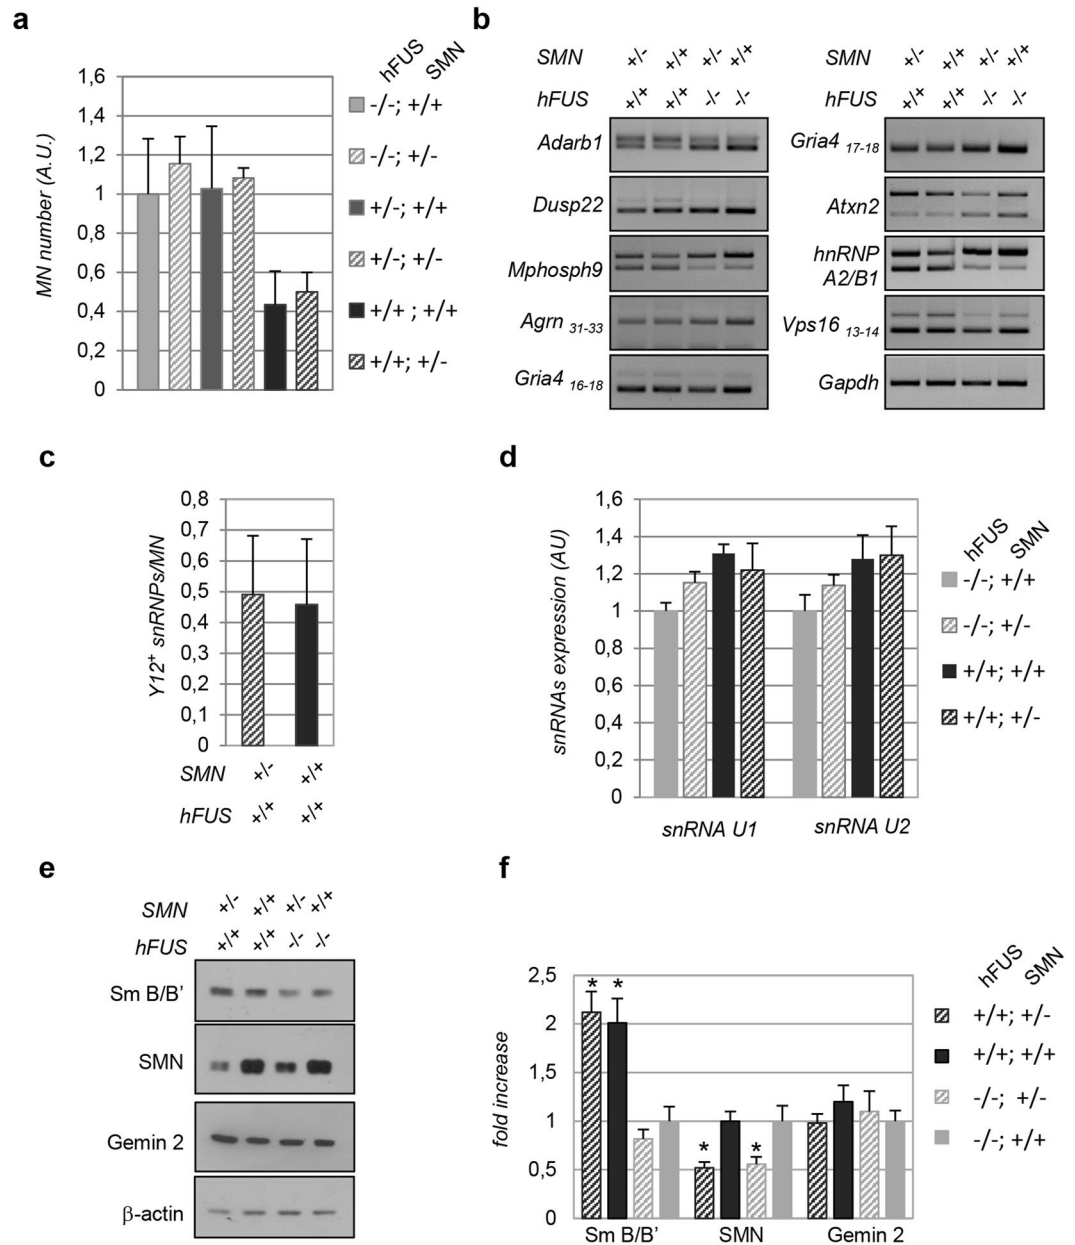 a
hFUS SMN
MN number (A.U.)
1,6
1,4
1,2
1
0,8
0,6
0,4
0,2
0
-/-; +/+
-/-; +/-
+/-; +/+
+/-; +/-
+/+ ; +/+
+/+; +/-
b
SMN +/- +/+ +/- +/+
hFUS +/+ +/+ -/- -/-
Adarb1
Dusp22
Mphosph9
Agrn 31-33
Gria4 16-18
SMN +/- +/+ +/- +/+
hFUS +/+ +/+ -/- -/-
Gria4 17-18
Atxn2
hnRNP
A2/B1
Vps16 13-14
Gapdh
c
Y12+ snRNPs/MN
0,8
0,7
0,6
0,5
0,4
0,3
0,2
0,1
0
SMN +/- +/+
hFUS +/+ +/+
d
snRNAs expression (AU)
1,6
1,4
1,2
1
0,8
0,6
0,4
0,2
0
snRNA U1 snRNA U2
hFUS SMN
-/-; +/+
-/-; +/-
+/+; +/+
+/+; +/-
e
SMN +/- +/+ +/- +/+
hFUS +/+ +/+ -/- -/-
Sm B/B’
SMN
Gemin 2
β-actin
f
fold increase
2,5
2
1,5
1
0,5
0
* *
* *
Sm B/B’ SMN Gemin 2
hFUS SMN
+/+; +/-
+/+; +/+
-/-; +/-
-/-; +/+